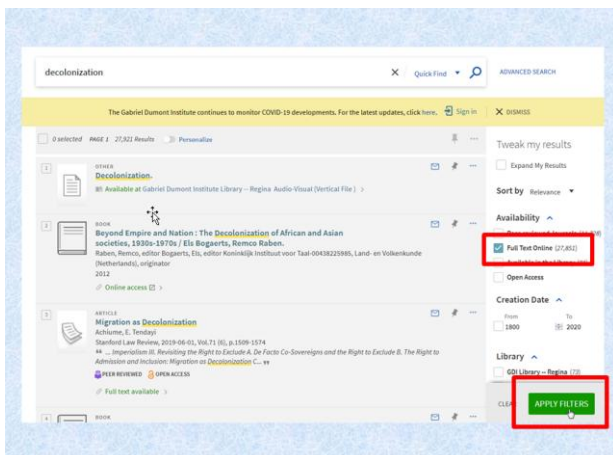 decolonization
Quick Find
ADVANCED SEARCH
The Gabriel Dumont Institute continues to monitor COVID-19 developments. For the latest updates, click here.
Sign in
DISMISS
0 selected PAGE 1 27,921 Results Personalize
Tweak my results
Expand My Results
Sort by Relevance
1
OTHER
Decolonization.
Available at Gabriel Dumont Institute Library -- Regina Audio-Visual (Vertical File )
Availability
Full Text Online (27,851)
Open Access
2
BOOK
Beyond Empire and Nation : The Decolonization of African and Asian
societies, 1930s-1970s / Els Bogaerts, Remco Raben.
Raben, Remco, editor Bogaerts, Els, editor Koninklijk Instituut voor Taal-00438225985, Land- en Volkenkunde
(Netherlands), originator
2012
Online access
Creation Date
From To
1800 2020
3
ARTICLE
Migration as Decolonization
Achiume, E. Tendayi
Stanford Law Review, 2019-06-01, Vol.71 (6), p.1509-1574
... Imperialism III. Revisiting the Right to Exclude A. De Facto Co-Sovereigns and the Right to Exclude B. The Right to
Admission and Inclusion: Migration as Decolonization C...
PEER REVIEWED OPEN ACCESS
Full text available
Library
GDI Library -- Regina (73)
4
BOOK
APPLY FILTERS